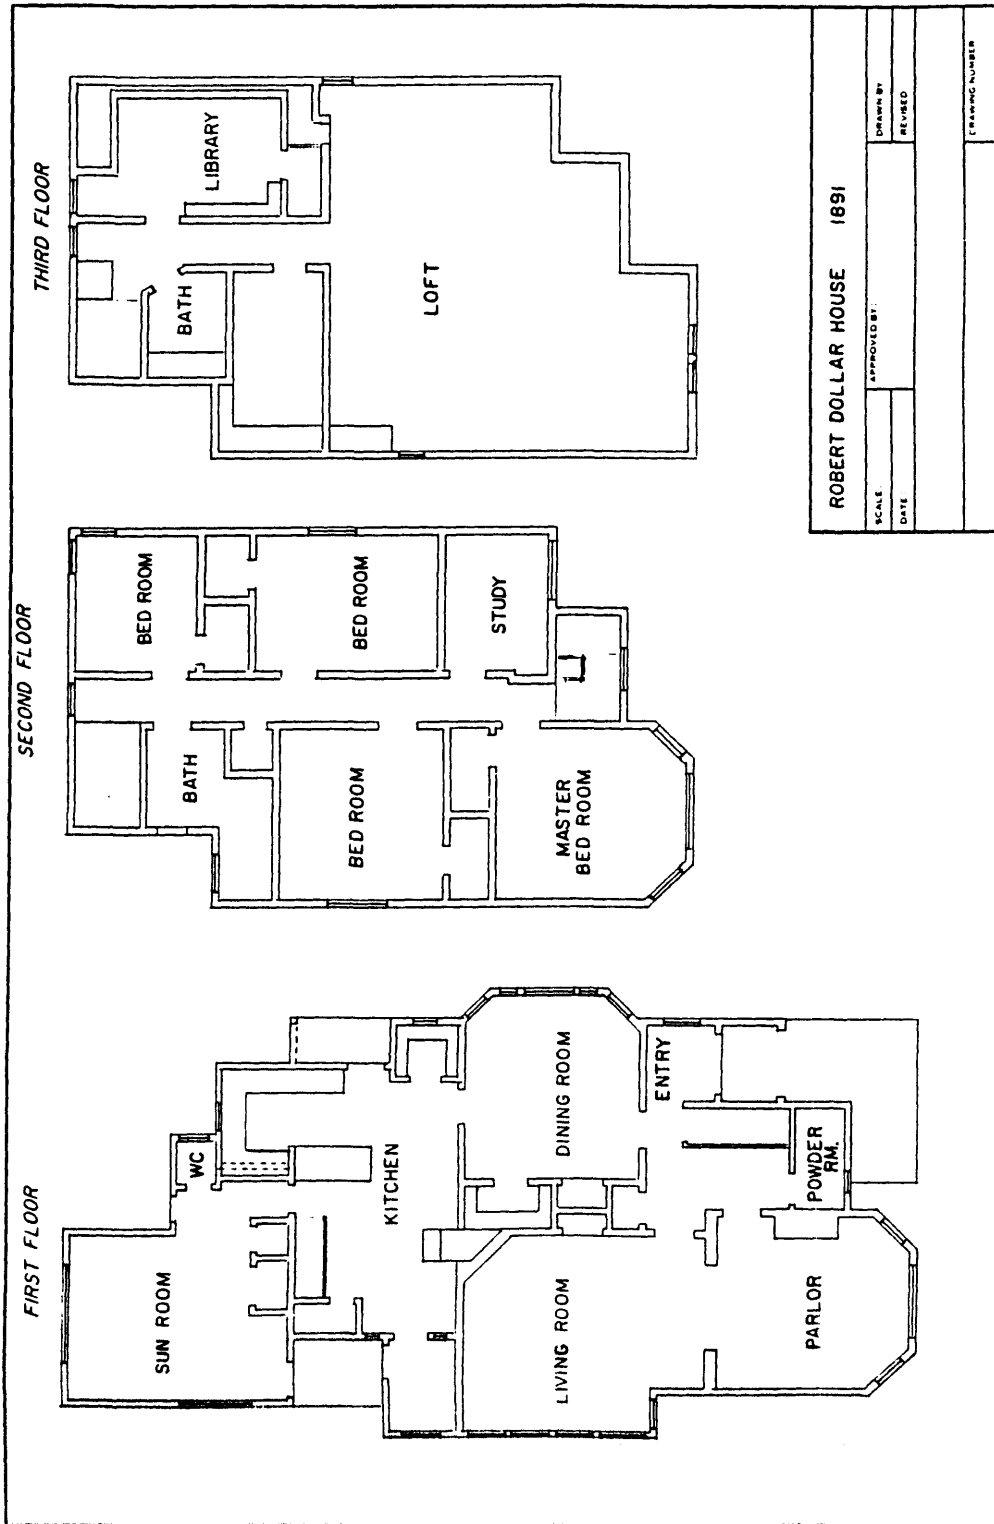 FIRST FLOOR
SUN ROOM
WC
KITCHEN
LIVING ROOM
DINING ROOM
ENTRY
PARLOR
POWDER
RM.
SECOND FLOOR
BED ROOM
BATH
BED ROOM
BED ROOM
STUDY
MASTER
BED ROOM
THIRD FLOOR
LIBRARY
BATH
LOFT
ROBERT DOLLAR HOUSE 1891
SCALE
APPROVED BY:
DRAWN BY
DATE
REVISED
DRAWING NUMBER